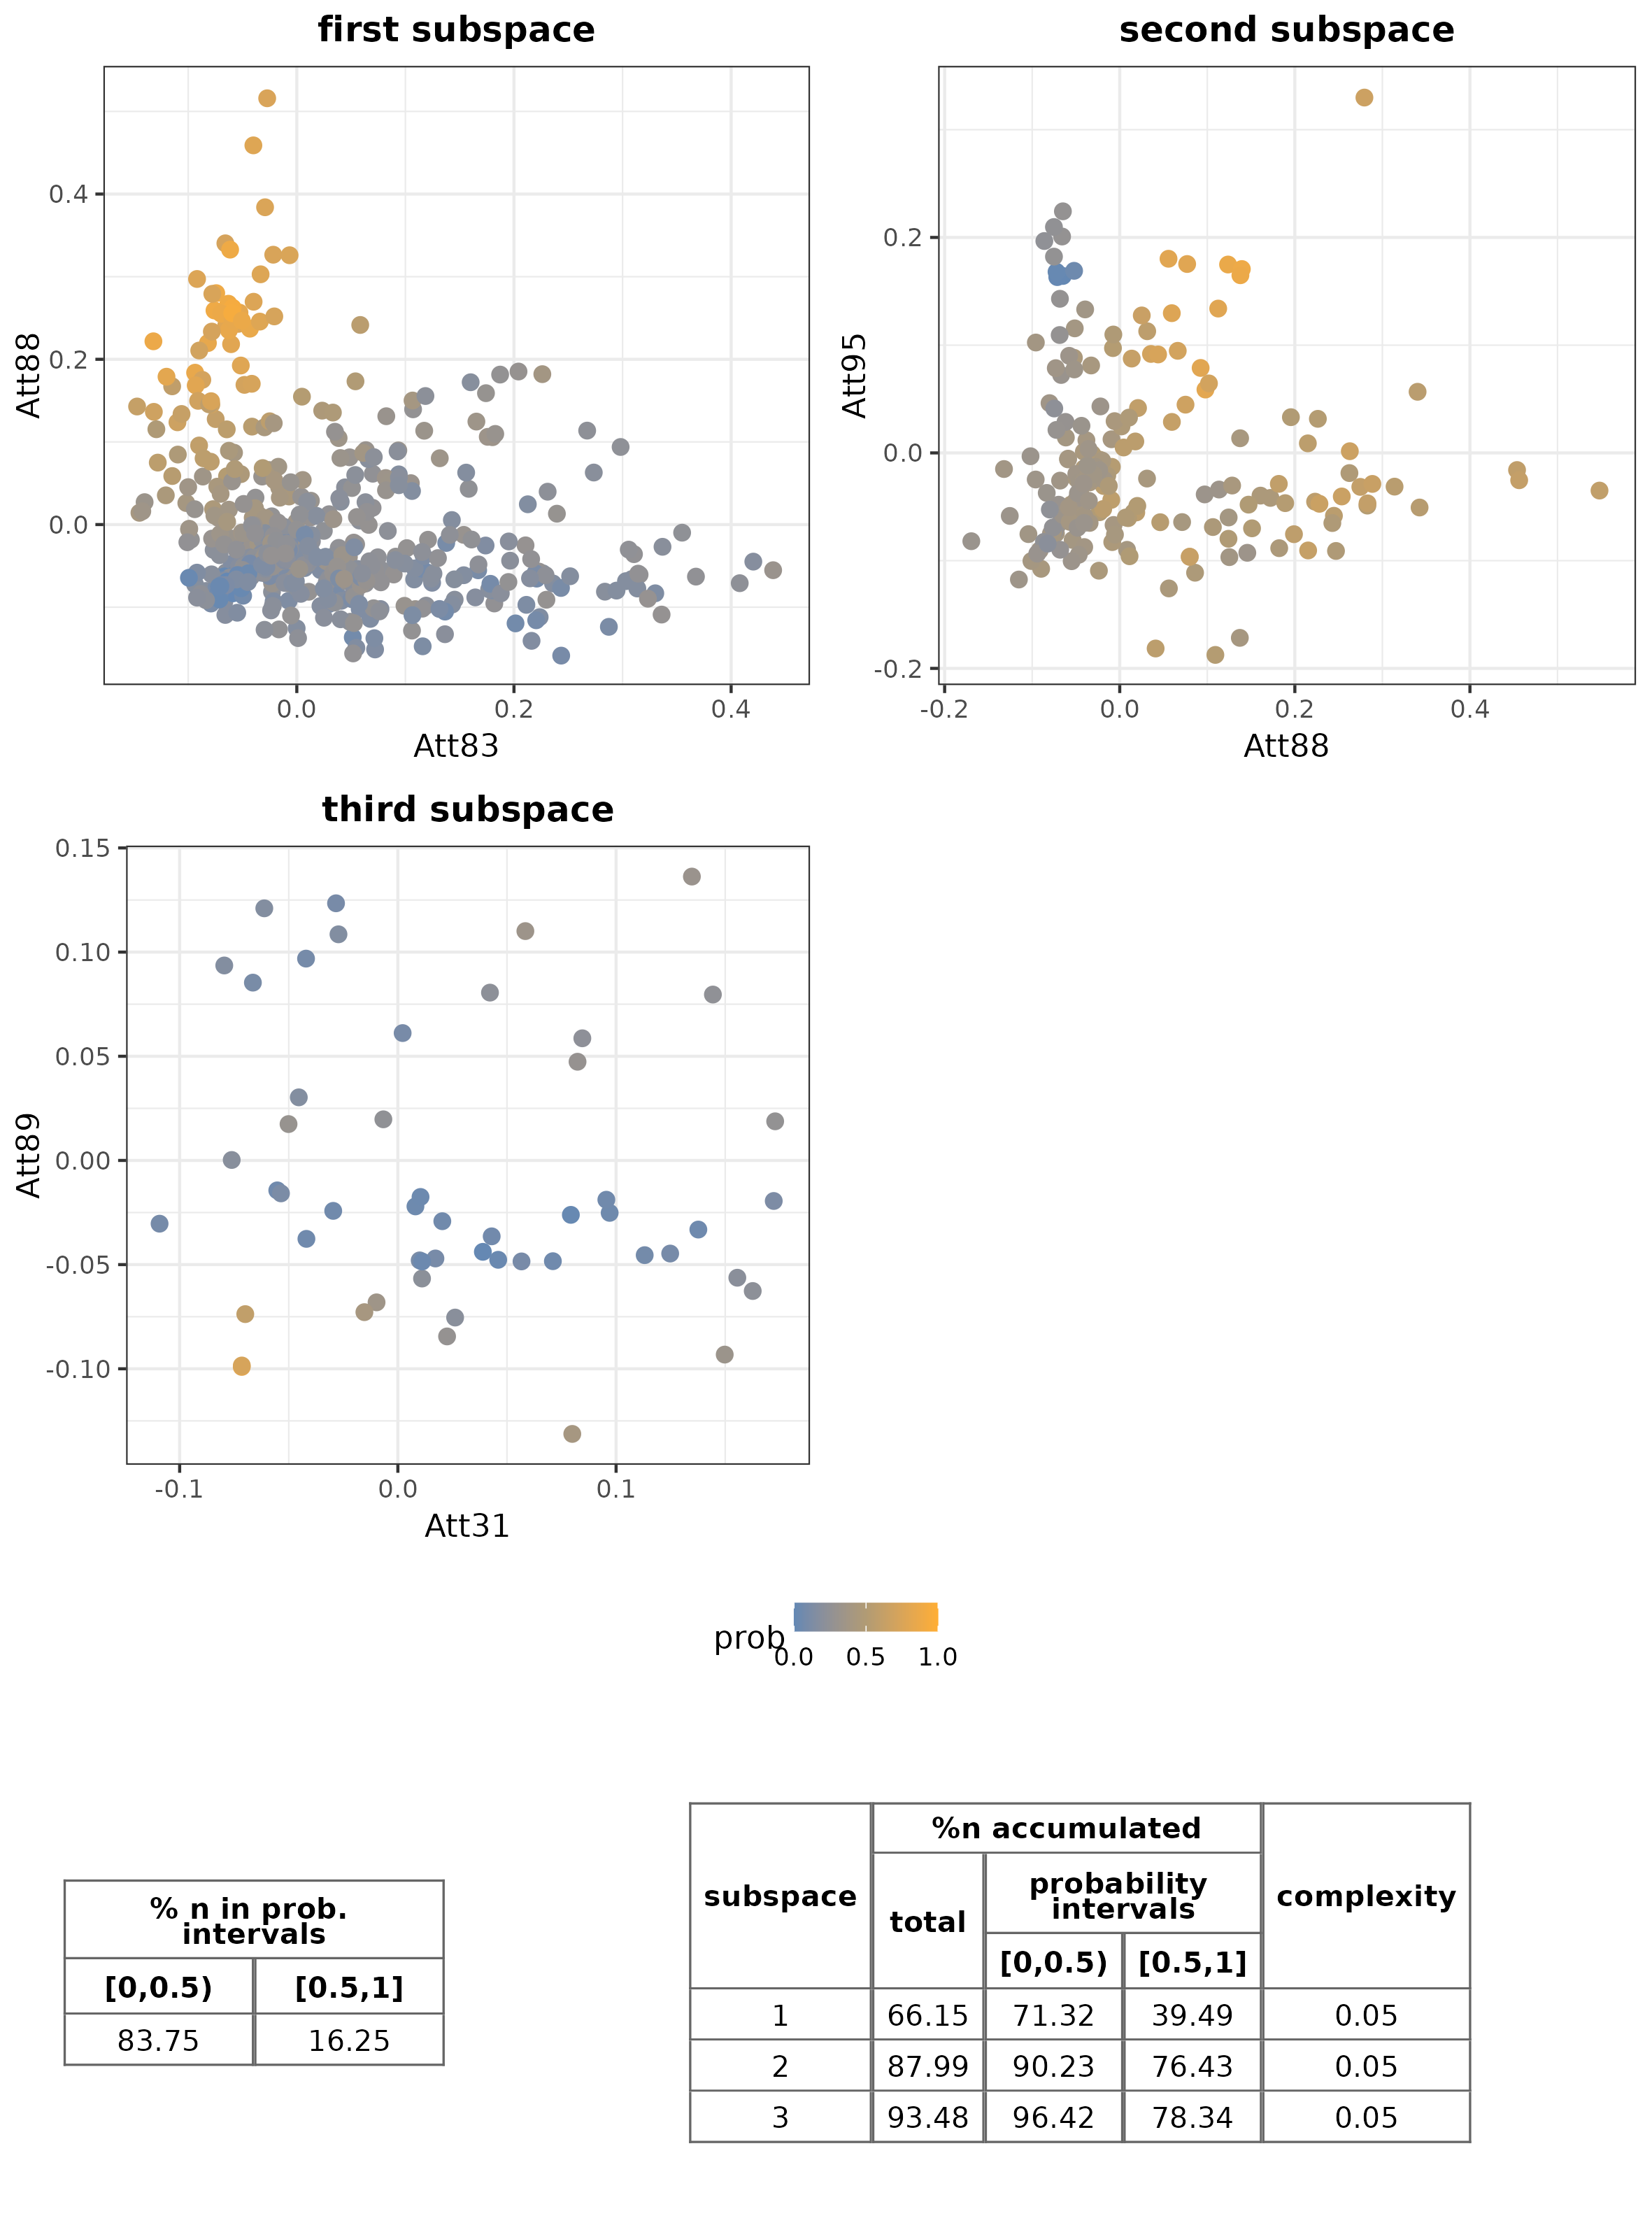 first subspace
second subspace
0.4
0.2
0.0
Att88
0.0 0.2 0.4
Att83
0.2
0.0
-0.2
Att95
-0.2 0.0 0.2 0.4
Att88
third subspace
0.15
0.10
0.05
0.00
-0.05
-0.10
Att89
-0.1 0.0 0.1
Att31
prob
0.0 0.5 1.0
% n in prob.
intervals
[0,0.5) [0.5,1]
83.75 16.25
subspace
%n accumulated
total
probability
intervals
[0,0.5) [0.5,1]
complexity
1 66.15 71.32 39.49 0.05
2 87.99 90.23 76.43 0.05
3 93.48 96.42 78.34 0.05